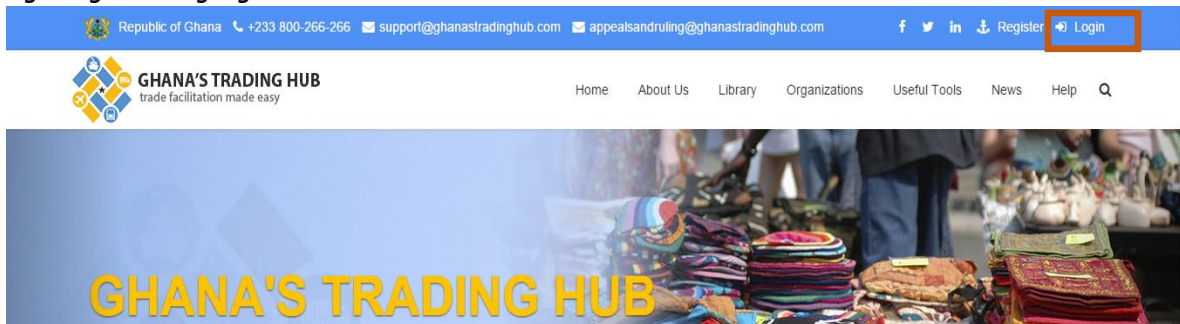 Republic of Ghana +233 800-266-266 support@ghanastradinghub.com appealsandruling@ghanastradinghub.com f in Register Login
GHANA'S TRADING HUB
trade facilitation made easy
Home About Us Library Organizations Useful Tools News Help
GHANA'S TRADING HUB